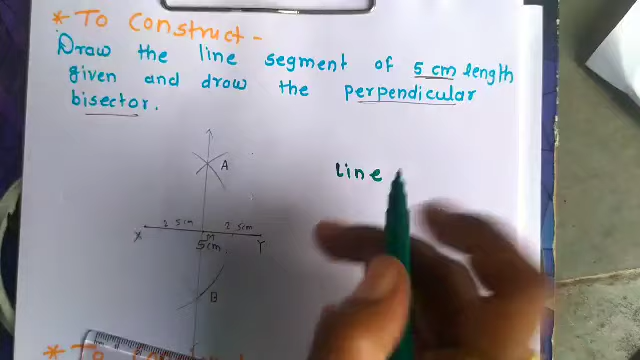 * To Construct -
Draw the line segment of 5 cm length
given and draw the perpendicular
bisector.
A
line
2.5cm 2.5cm
X M Y
5cm
B
* To